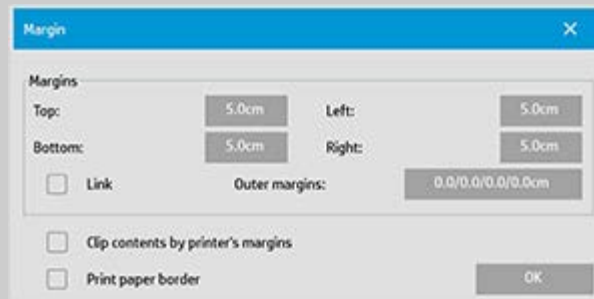 Margin
Margins
Top: 5.0cm Left: 5.0cm
Bottom: 5.0cm Right: 5.0cm
Link Outer margins: 0.0/0.0/0.0/0.0cm
Clip contents by printer's margins
Print paper border OK